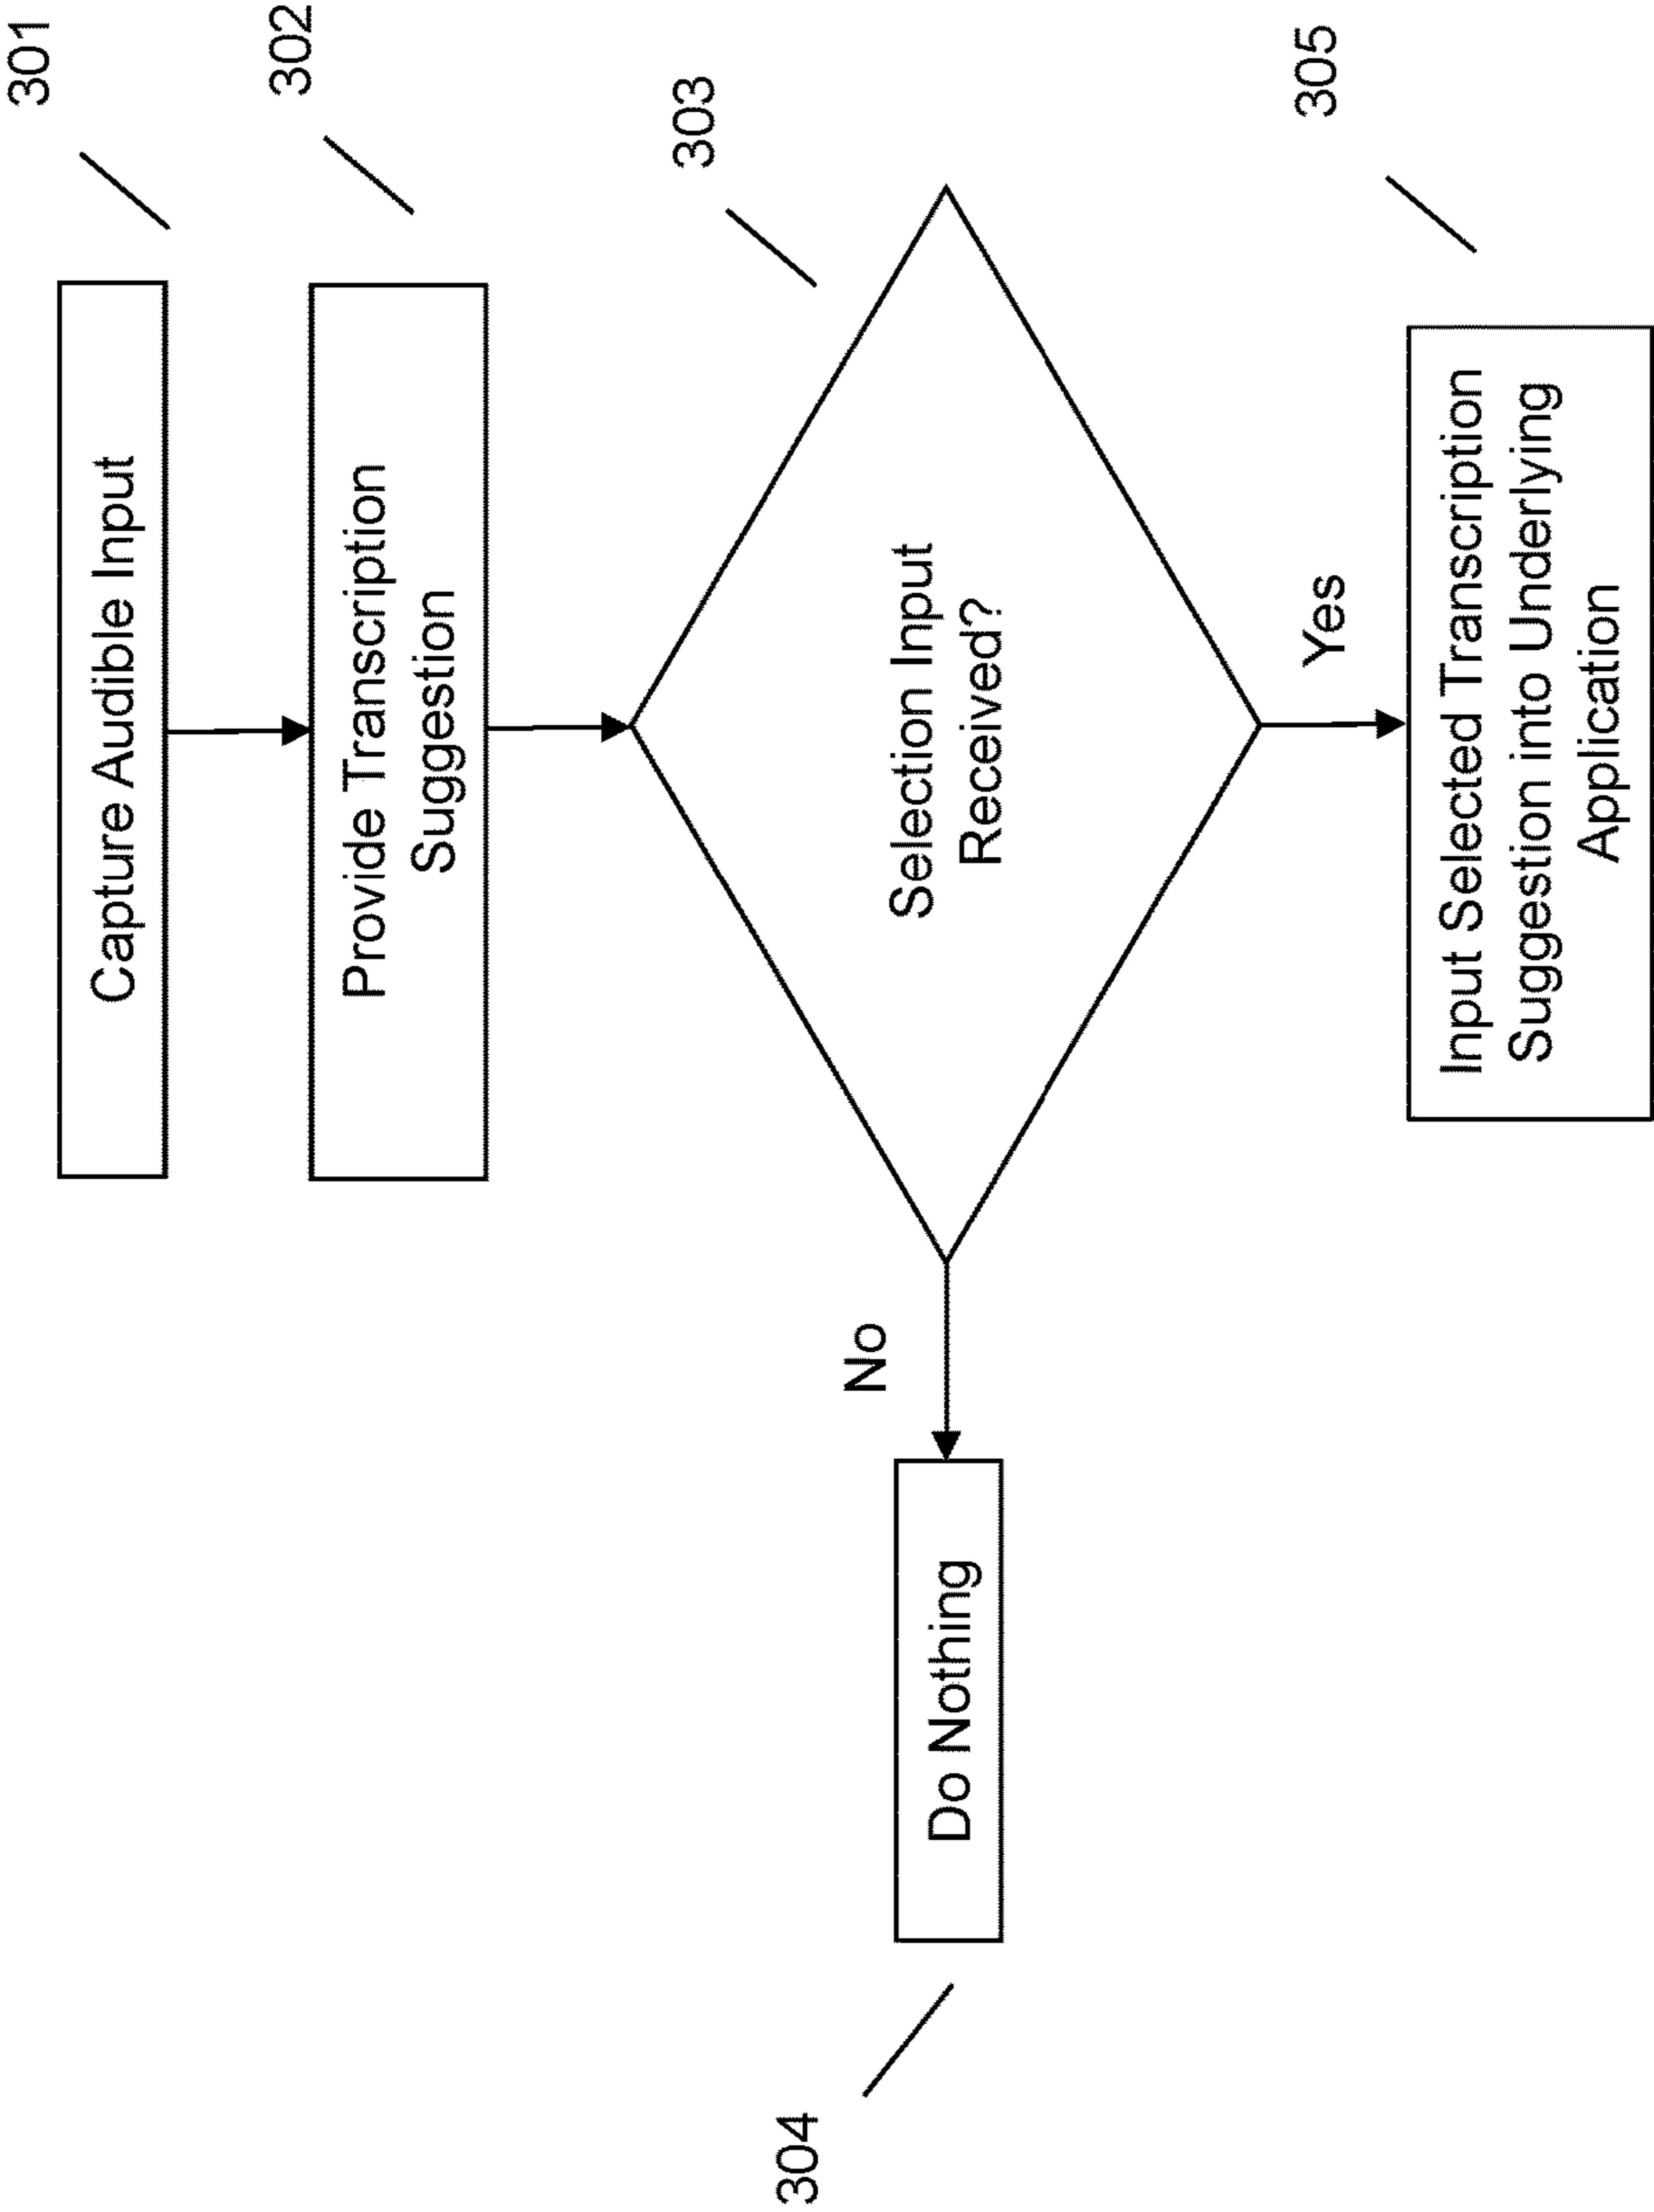 301
Capture Audible Input
302
Provide Transcription
Suggestion
303
Selection Input
Received?
No
Do Nothing
304
Yes
305
Input Selected Transcription
Suggestion into Underlying
Application